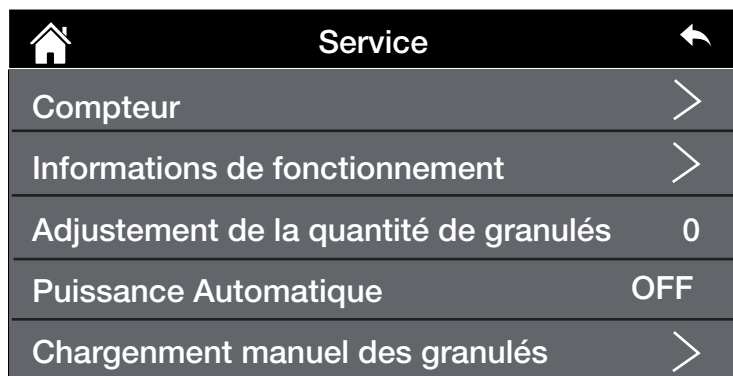 Service
Compteur
Informations de fonctionnement
Adjustement de la quantité de granulés 0
Puissance Automatique OFF
Chargenment manuel des granulés